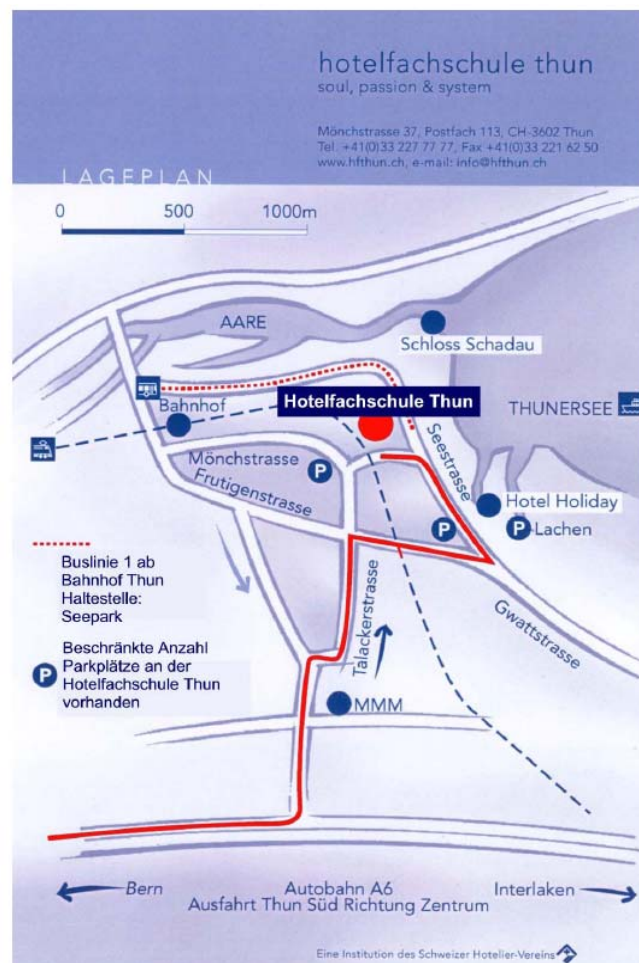 hotelfachschule thun
soul, passion & system
Mönchstrasse 37, Postfach 113, CH-3602 Thun
Tel. +41(0)33 227 77 77, Fax +41(0)33 221 62 50
www.hfthun.ch, e-mail: info@hfthun.ch
LAGEPLAN
0 500 1000m
AARE
Schloss Schadau
Bahnhof
Hotelfachschule Thun
THUNERSEE
Mönchstrasse
P
Frutigenstrasse
Seestrasse
Hotel Holiday
P
P
Lachen
Gwattstrasse
Talackerstrasse
MMM
Buslinie 1 ab
Bahnhof Thun
Haltestelle:
Seepark
P
Beschränkte Anzahl
Parkplätze an der
Hotelfachschule Thun
vorhanden
Bern
Autobahn A6
Interlaken
Ausfahrt Thun Süd Richtung Zentrum
Eine Institution des Schweizer Hotelier-Vereins